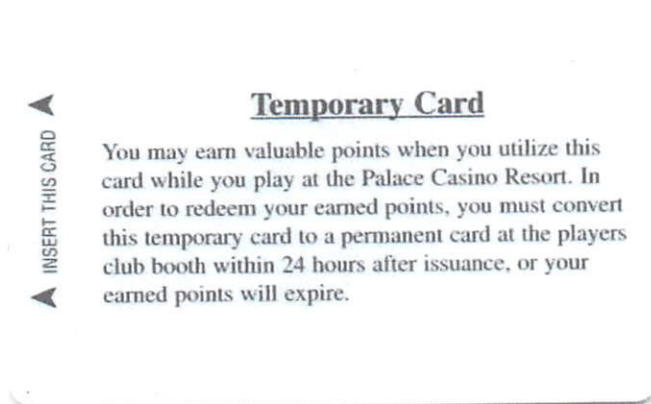 Temporary Card
You may earn valuable points when you utilize this
card while you play at the Palace Casino Resort. In
order to redeem your earned points, you must convert
this temporary card to a permanent card at the players
club booth within 24 hours after issuance, or your
earned points will expire.
INSERT THIS CARD